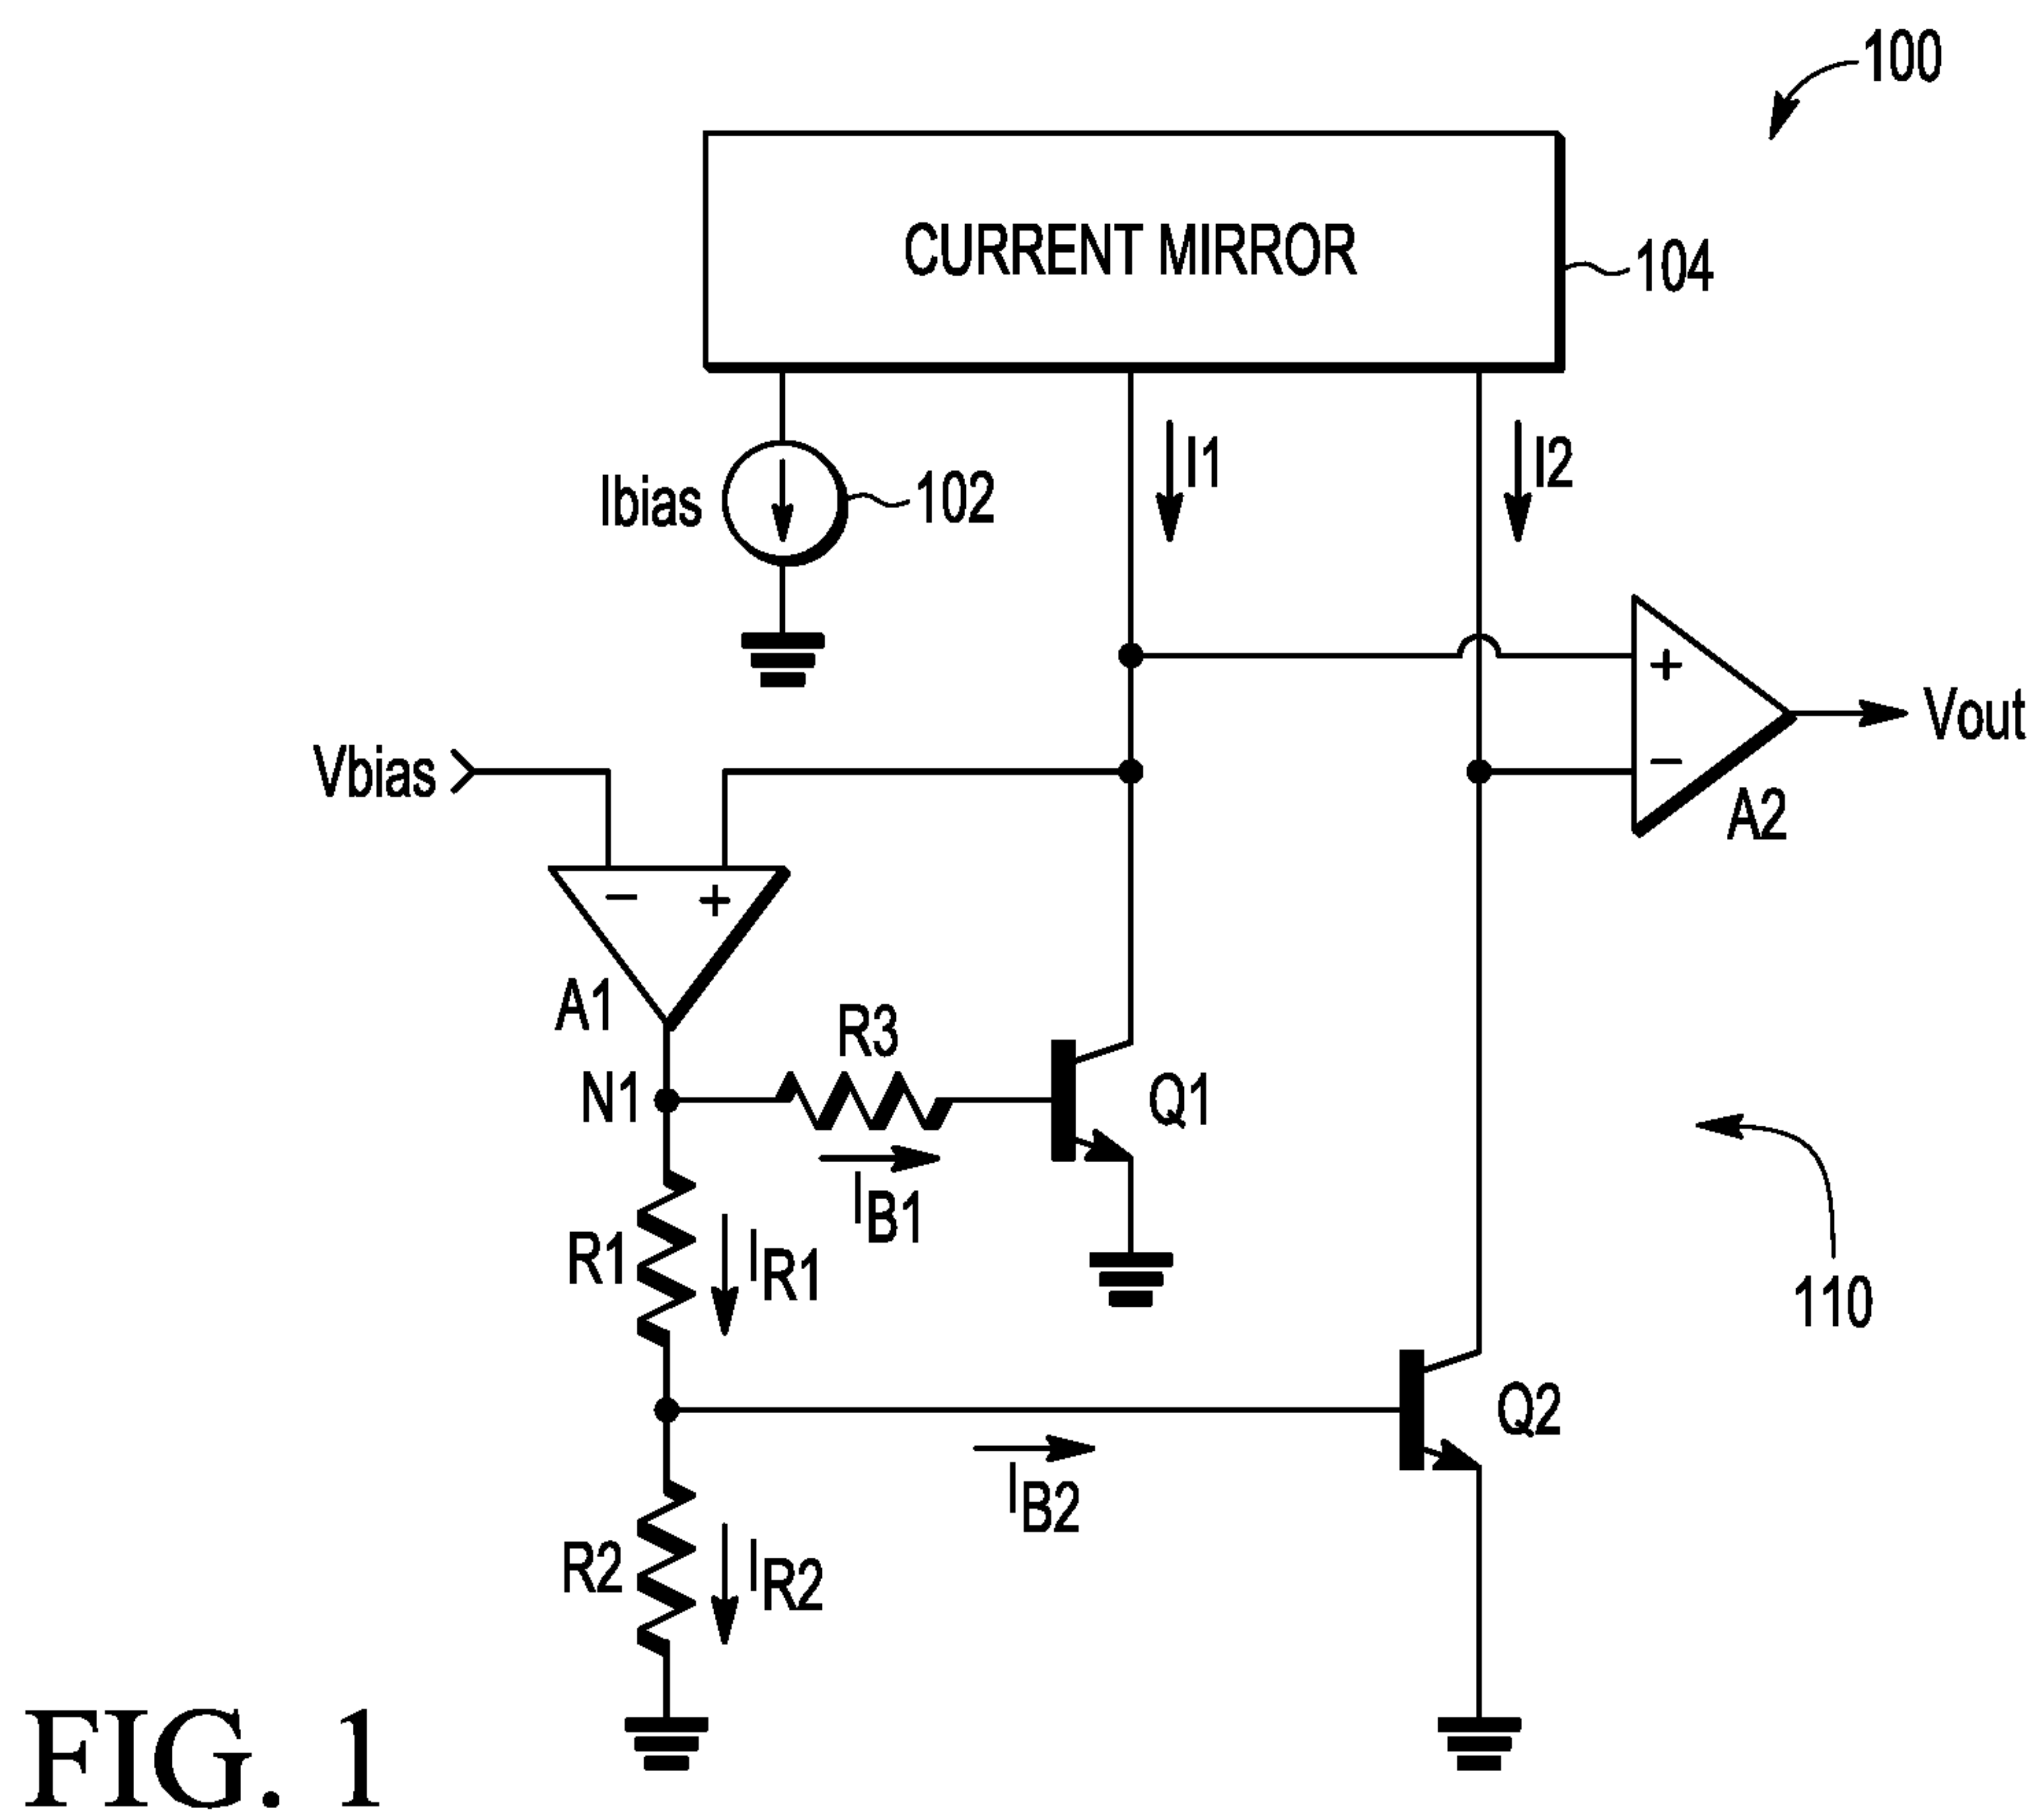 100
CURRENT MIRROR
104
Ibias
102
I1
I2
+
−
Vout
A2
Vbias
− +
A1
R3
N1
Q1
IB1
R1
IR1
110
Q2
IB2
R2
IR2
FIG. 1